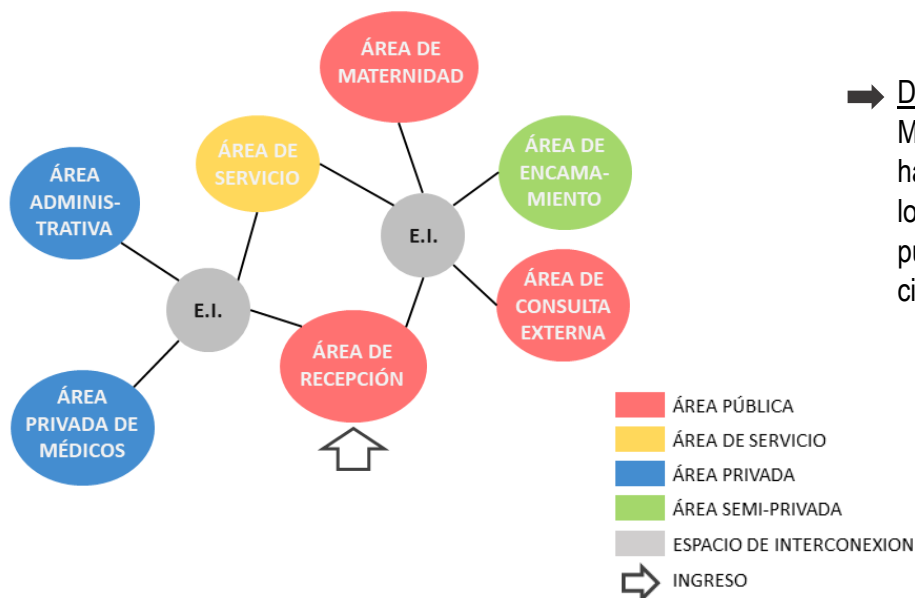 ÁREA DE
MATERNIDAD
ÁREA DE
SERVICIO
ÁREA DE
ENCAMA-
MIENTO
ÁREA
ADMINIS-
TRATIVA
E.I.
E.I.
ÁREA DE
CONSULTA
EXTERNA
ÁREA DE
RECEPCIÓN
ÁREA
PRIVADA DE
MÉDICOS
ÁREA PÚBLICA
ÁREA DE SERVICIO
ÁREA PRIVADA
ÁREA SEMI-PRIVADA
ESPACIO DE INTERCONEXION
INGRESO